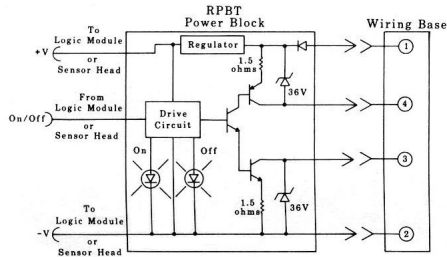 RPBT
Power Block
Wiring Base
To
Logic Module
or
Sensor Head
+V
Regulator
1.5
ohms
36V
1
From
Logic Module
or
Sensor Head
On/Off
Drive
Circuit
4
On
Off
3
1.5
ohms
36V
To
Logic Module
or
Sensor Head
-V
2